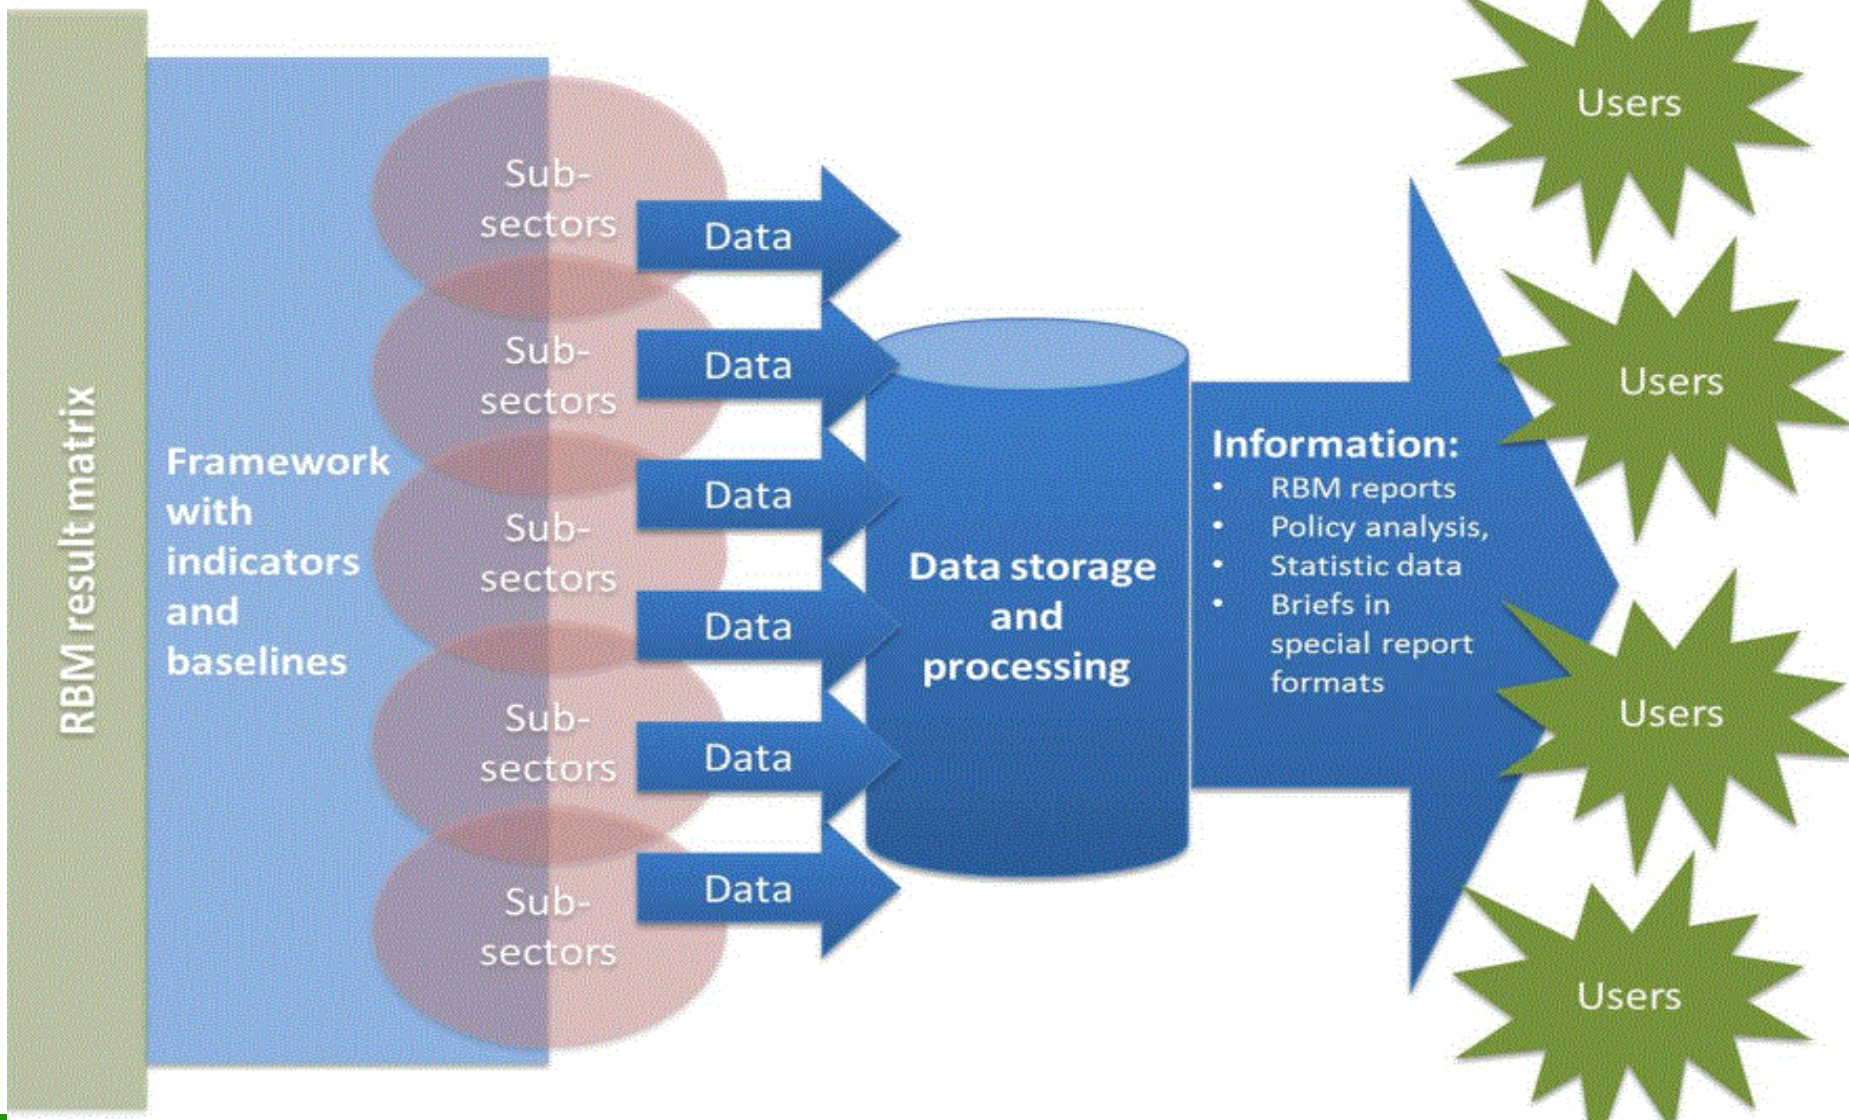 RBM result matrix
Framework
with
indicators
and
baselines
Sub-
sectors
Sub-
sectors
Sub-
sectors
Sub-
sectors
Sub-
sectors
Data
Data
Data
Data
Data
Data
Data storage
and
processing
Information:
• RBM reports
• Policy analysis,
• Statistic data
• Briefs in
special report
formats
Users
Users
Users
Users